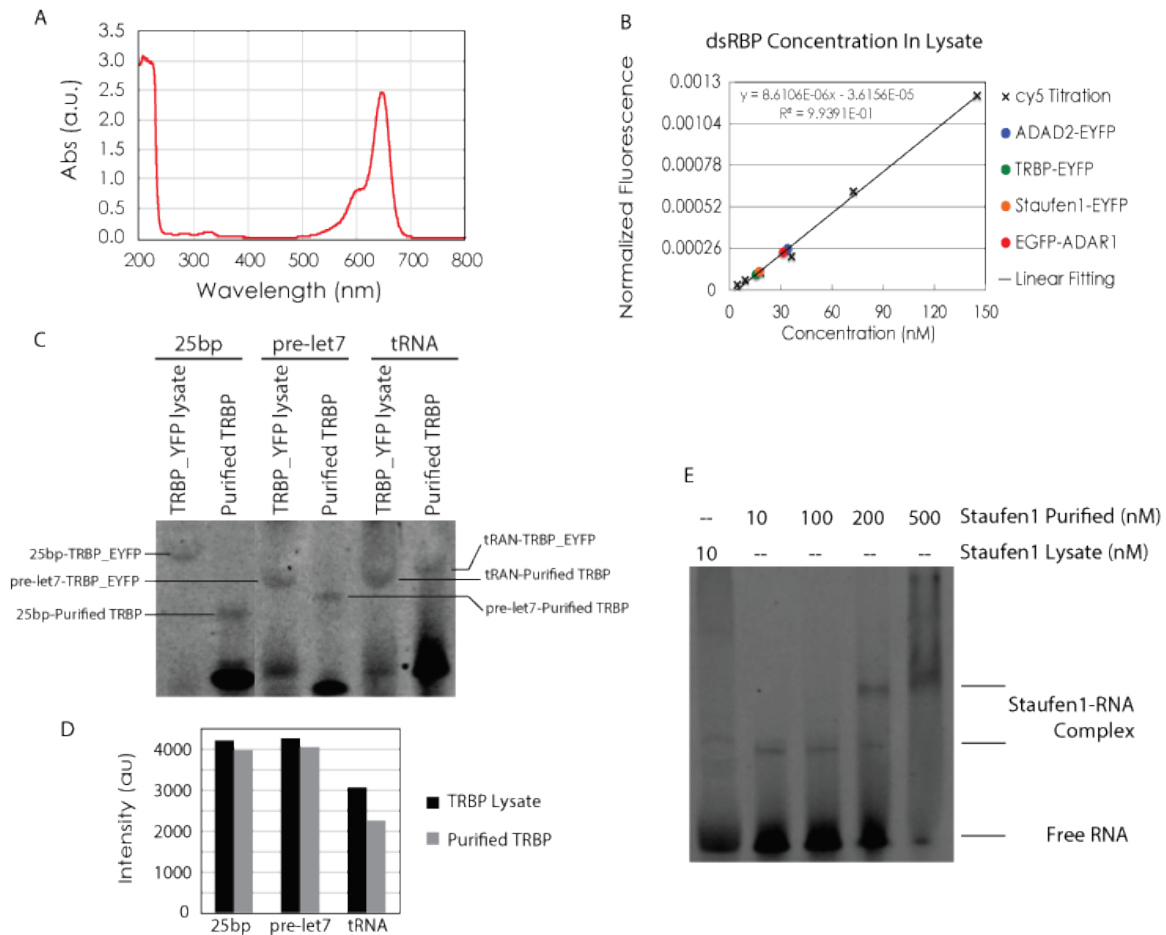 A
Abs (a.u.)
3.5
3.0
2.5
2.0
1.5
1.0
0.5
0.0
200 300 400 500 600 700 800
Wavelength (nm)
B
dsRBP Concentration In Lysate
Normalized Fluorescence
0.0013
0.00104
0.00078
0.00052
0.00026
0
y = 8.6106E-06x - 3.6156E-05
R² = 9.9391E-01
0 30 60 90 120 150
Concentration (nM)
cy5 Titration
ADAD2-EYFP
TRBP-EYFP
Staufen1-EYFP
EGFP-ADAR1
Linear Fitting
C
25bp pre-let7 tRNA
TRBP_YFP lysate
Purified TRBP
TRBP_YFP lysate
Purified TRBP
TRBP_YFP lysate
Purified TRBP
25bp-TRBP_EYFP
pre-let7-TRBP_EYFP
25bp-Purified TRBP
tRAN-TRBP_EYFP
tRAN-Purified TRBP
pre-let7-Purified TRBP
D
Intensity (au)
4000
3000
2000
1000
0
25bp pre-let7 tRNA
TRBP Lysate
Purified TRBP
E
-- 10 100 200 500 Staufen1 Purified (nM)
10 -- -- -- -- Staufen1 Lysate (nM)
Staufen1-RNA
Complex
Free RNA